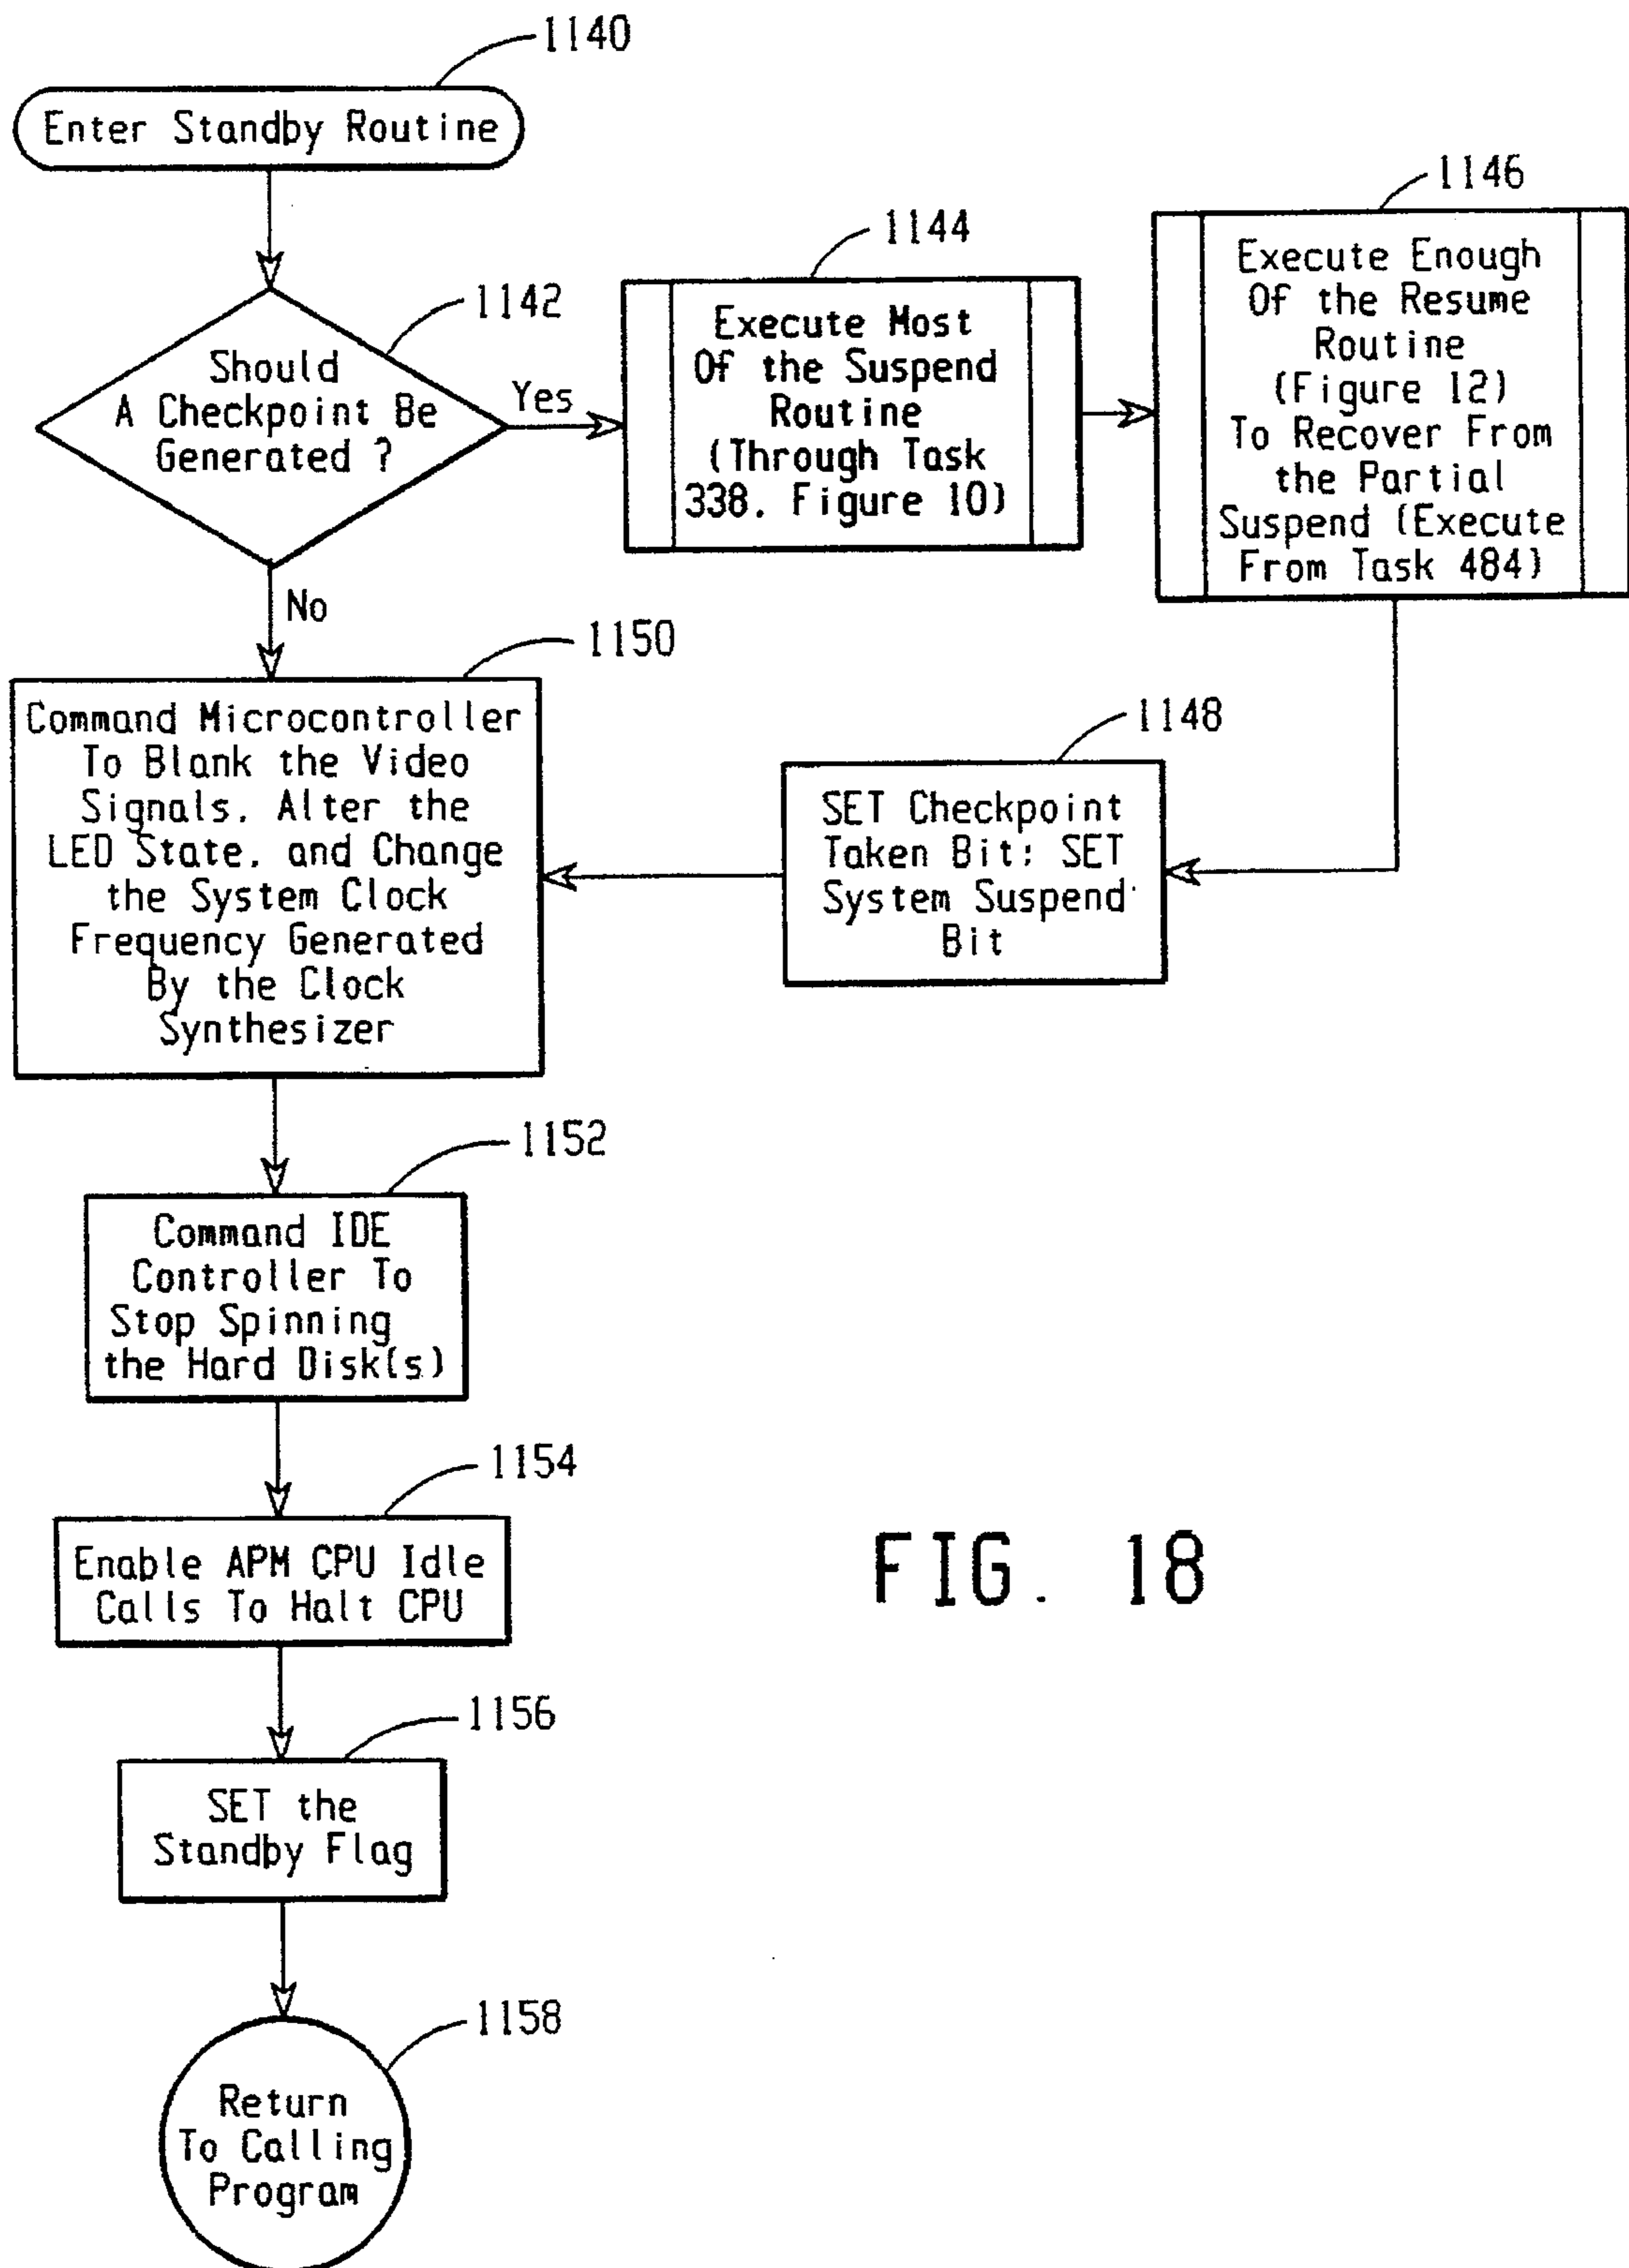 1140
Enter Standby Routine
1142
Should
A Checkpoint Be
Generated ?
Yes
No
1144
Execute Most
Of the Suspend
Routine
(Through Task
338. Figure 10)
1146
Execute Enough
Of the Resume
Routine
(Figure 12)
To Recover From
the Partial
Suspend (Execute
From Task 484)
1148
SET Checkpoint
Taken Bit; SET
System Suspend
Bit
1150
Command Microcontroller
To Blank the Video
Signals. Alter the
LED State. and Change
the System Clock
Frequency Generated
By the Clock
Synthesizer
1152
Command IDE
Controller To
Stop Spinning
the Hard Disk(s)
1154
Enable APM CPU Idle
Calls To Halt CPU
1156
SET the
Standby Flag
1158
Return
To Calling
Program
FIG. 18